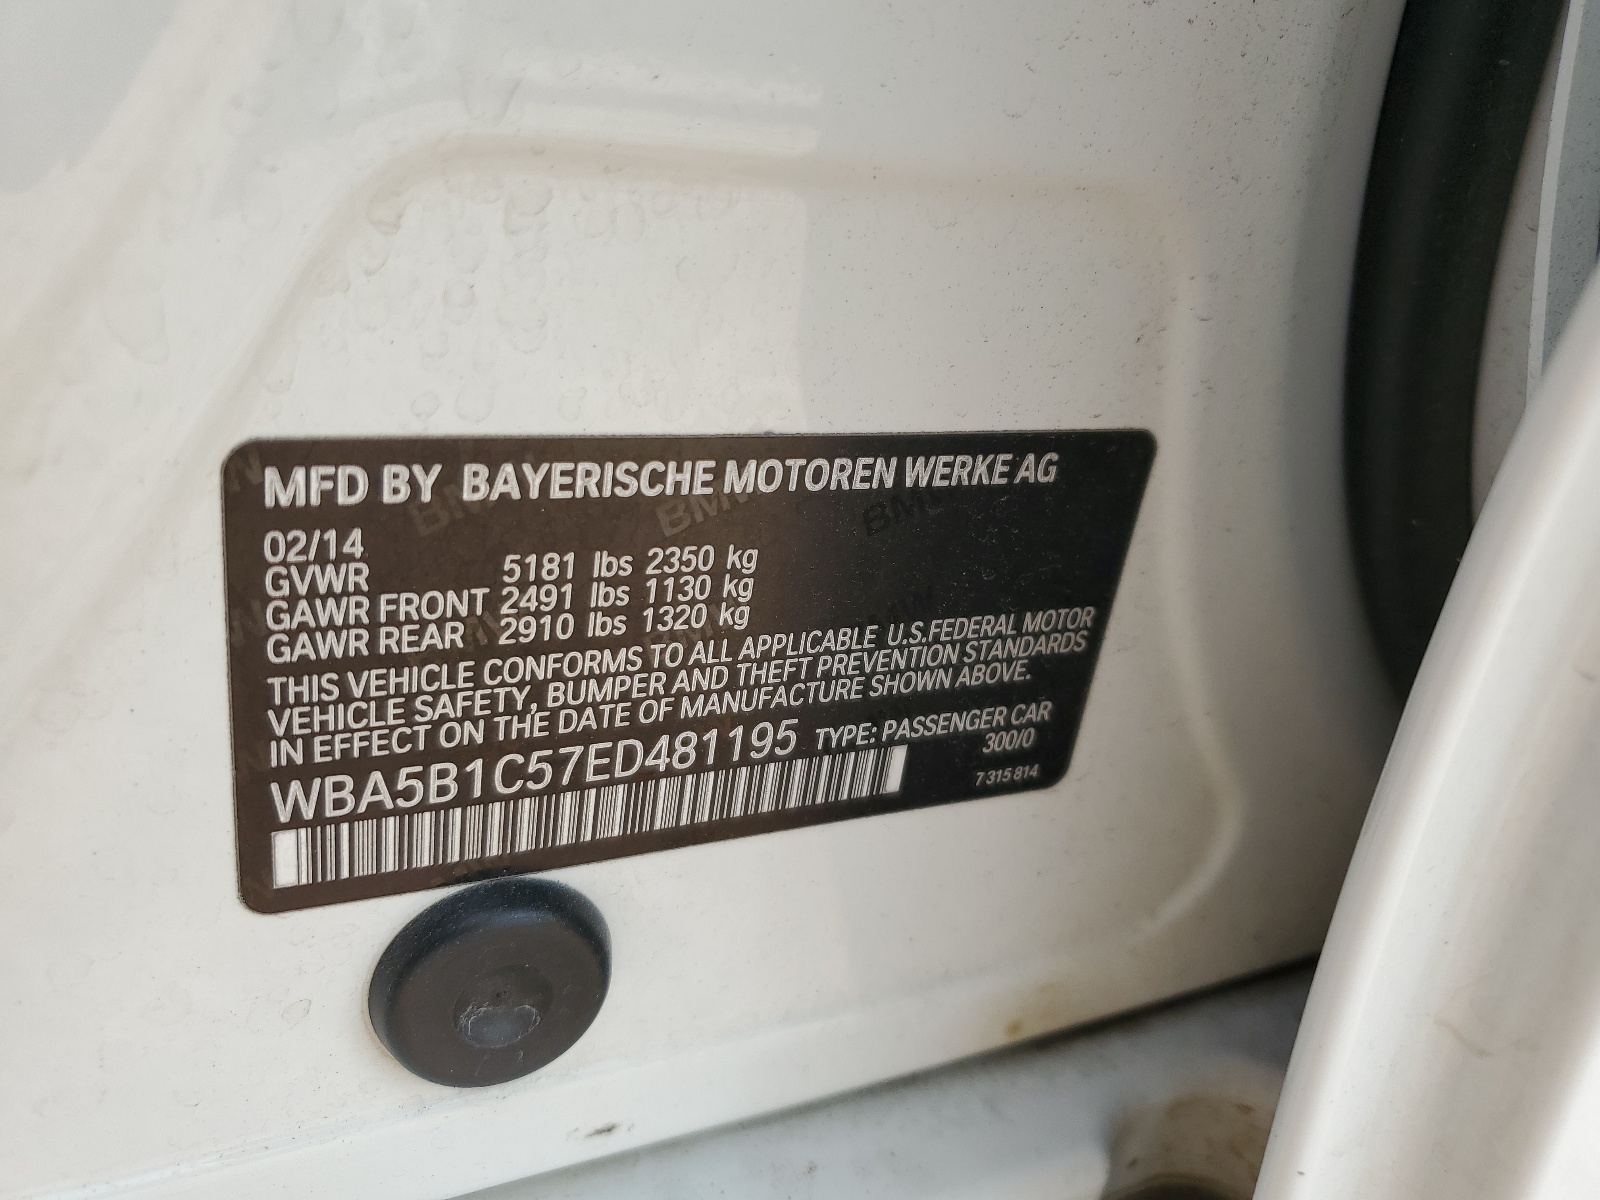 MFD BY BAYERISCHE MOTOREN WERKE AG
02/14
GVWR 5181 lbs 2350 kg
GAWR FRONT 2491 lbs 1130 kg
GAWR REAR 2910 lbs 1320 kg
THIS VEHICLE CONFORMS TO ALL APPLICABLE U.S.FEDERAL MOTOR
VEHICLE SAFETY, BUMPER AND THEFT PREVENTION STANDARDS
IN EFFECT ON THE DATE OF MANUFACTURE SHOWN ABOVE.
WBA5B1C57ED481195 TYPE: PASSENGER CAR
300/0
7 315 814